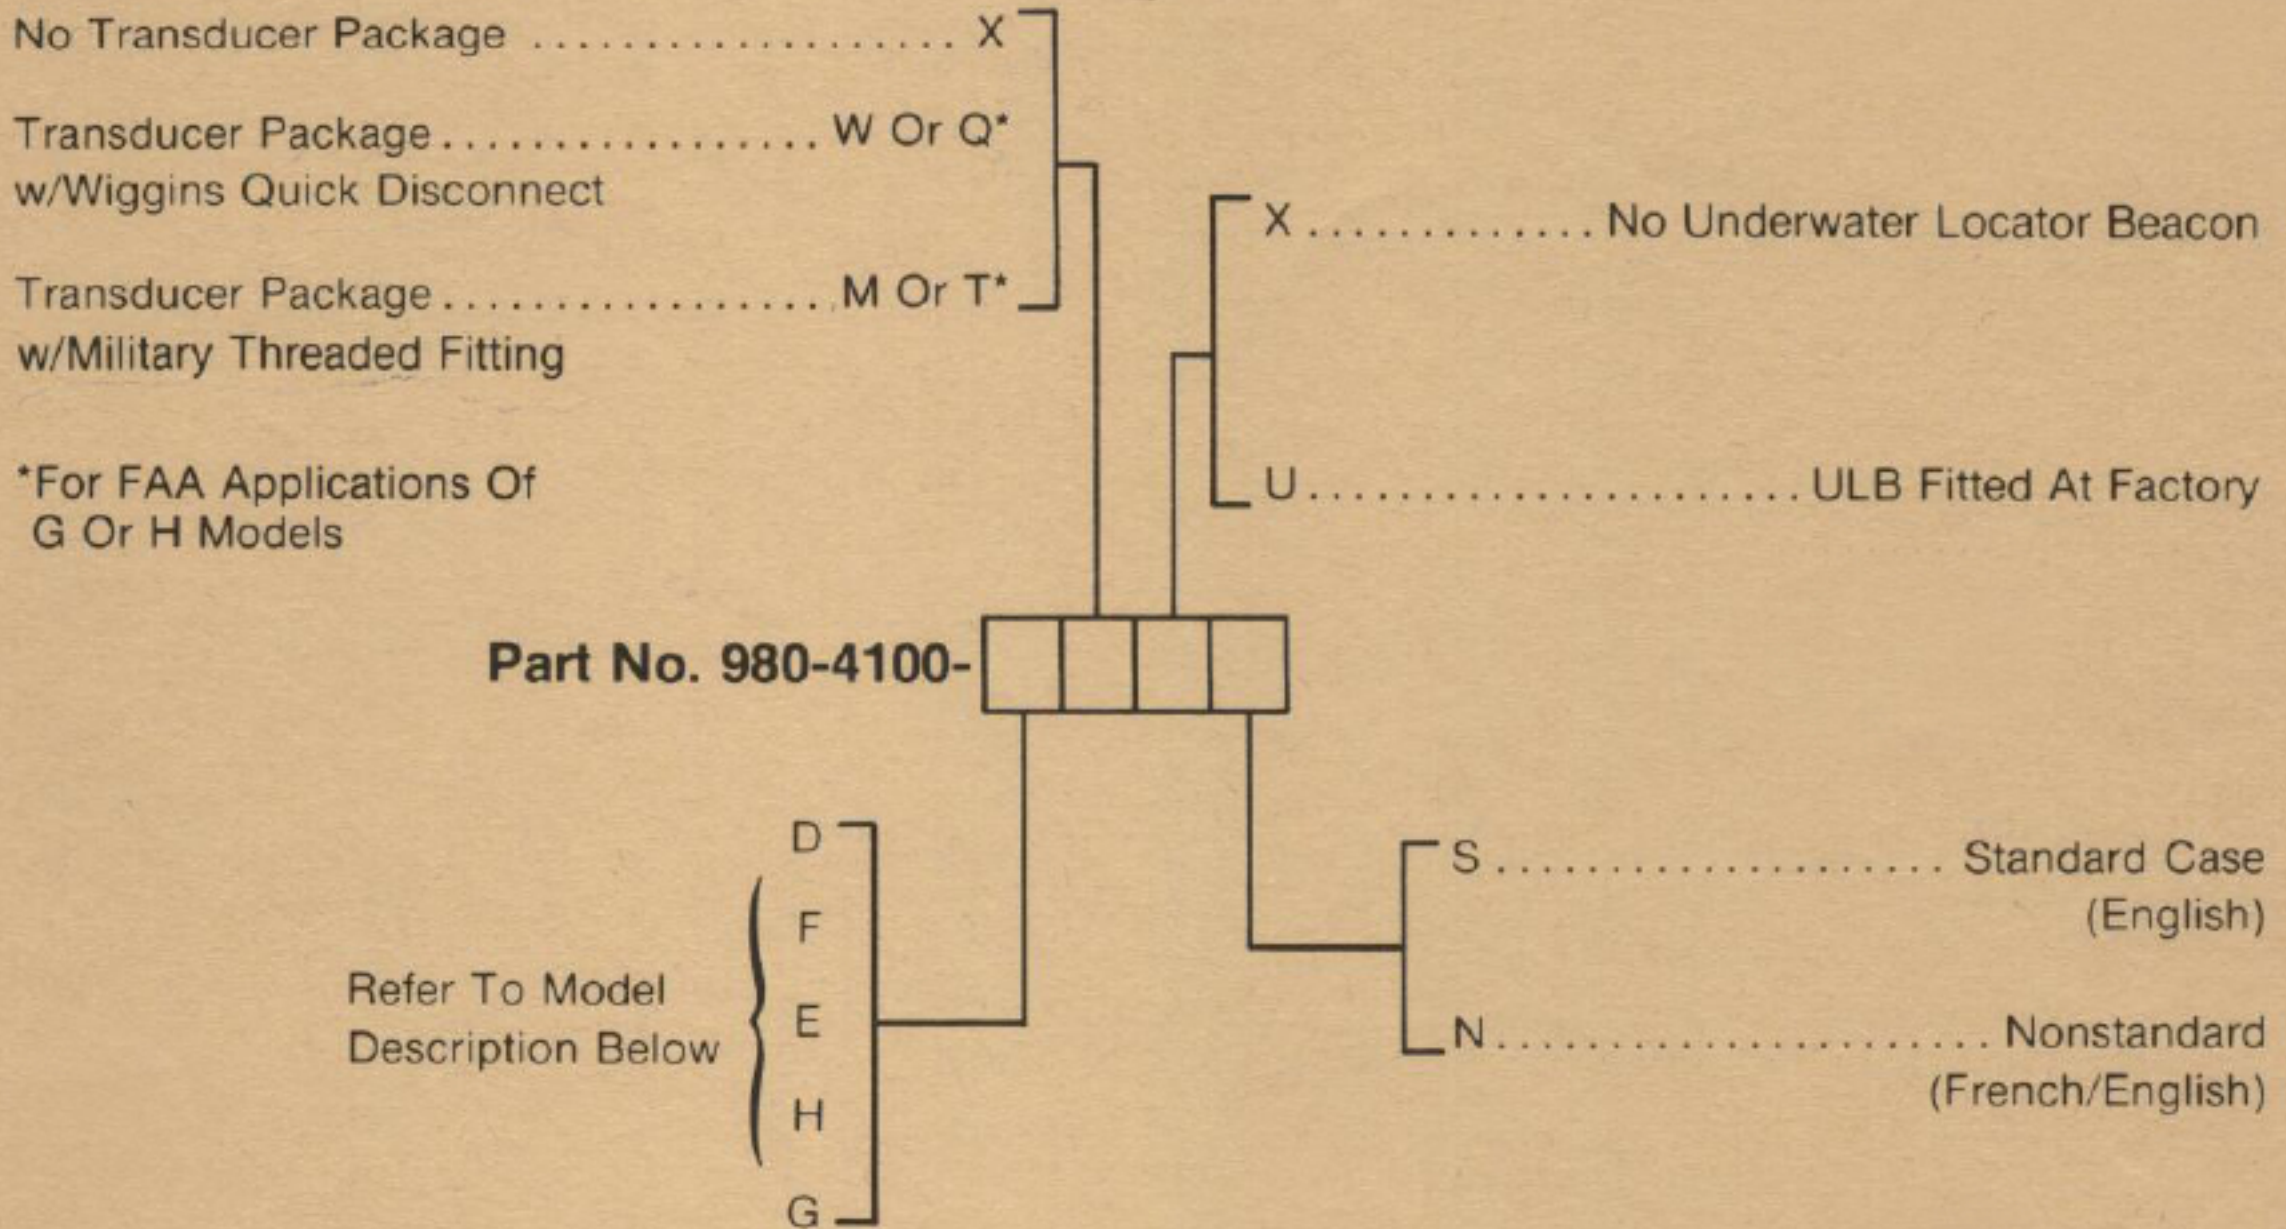 No Transducer Package ................... X
Transducer Package ................. W Or Q*
w/Wiggins Quick Disconnect
Transducer Package .................. M Or T*
w/Military Threaded Fitting
*For FAA Applications Of
G Or H Models
X ............. No Underwater Locator Beacon
U ...................... ULB Fitted At Factory
Part No. 980-4100-
D
F
E
H
G
Refer To Model
Description Below
S .................... Standard Case
(English)
N ...................... Nonstandard
(French/English)